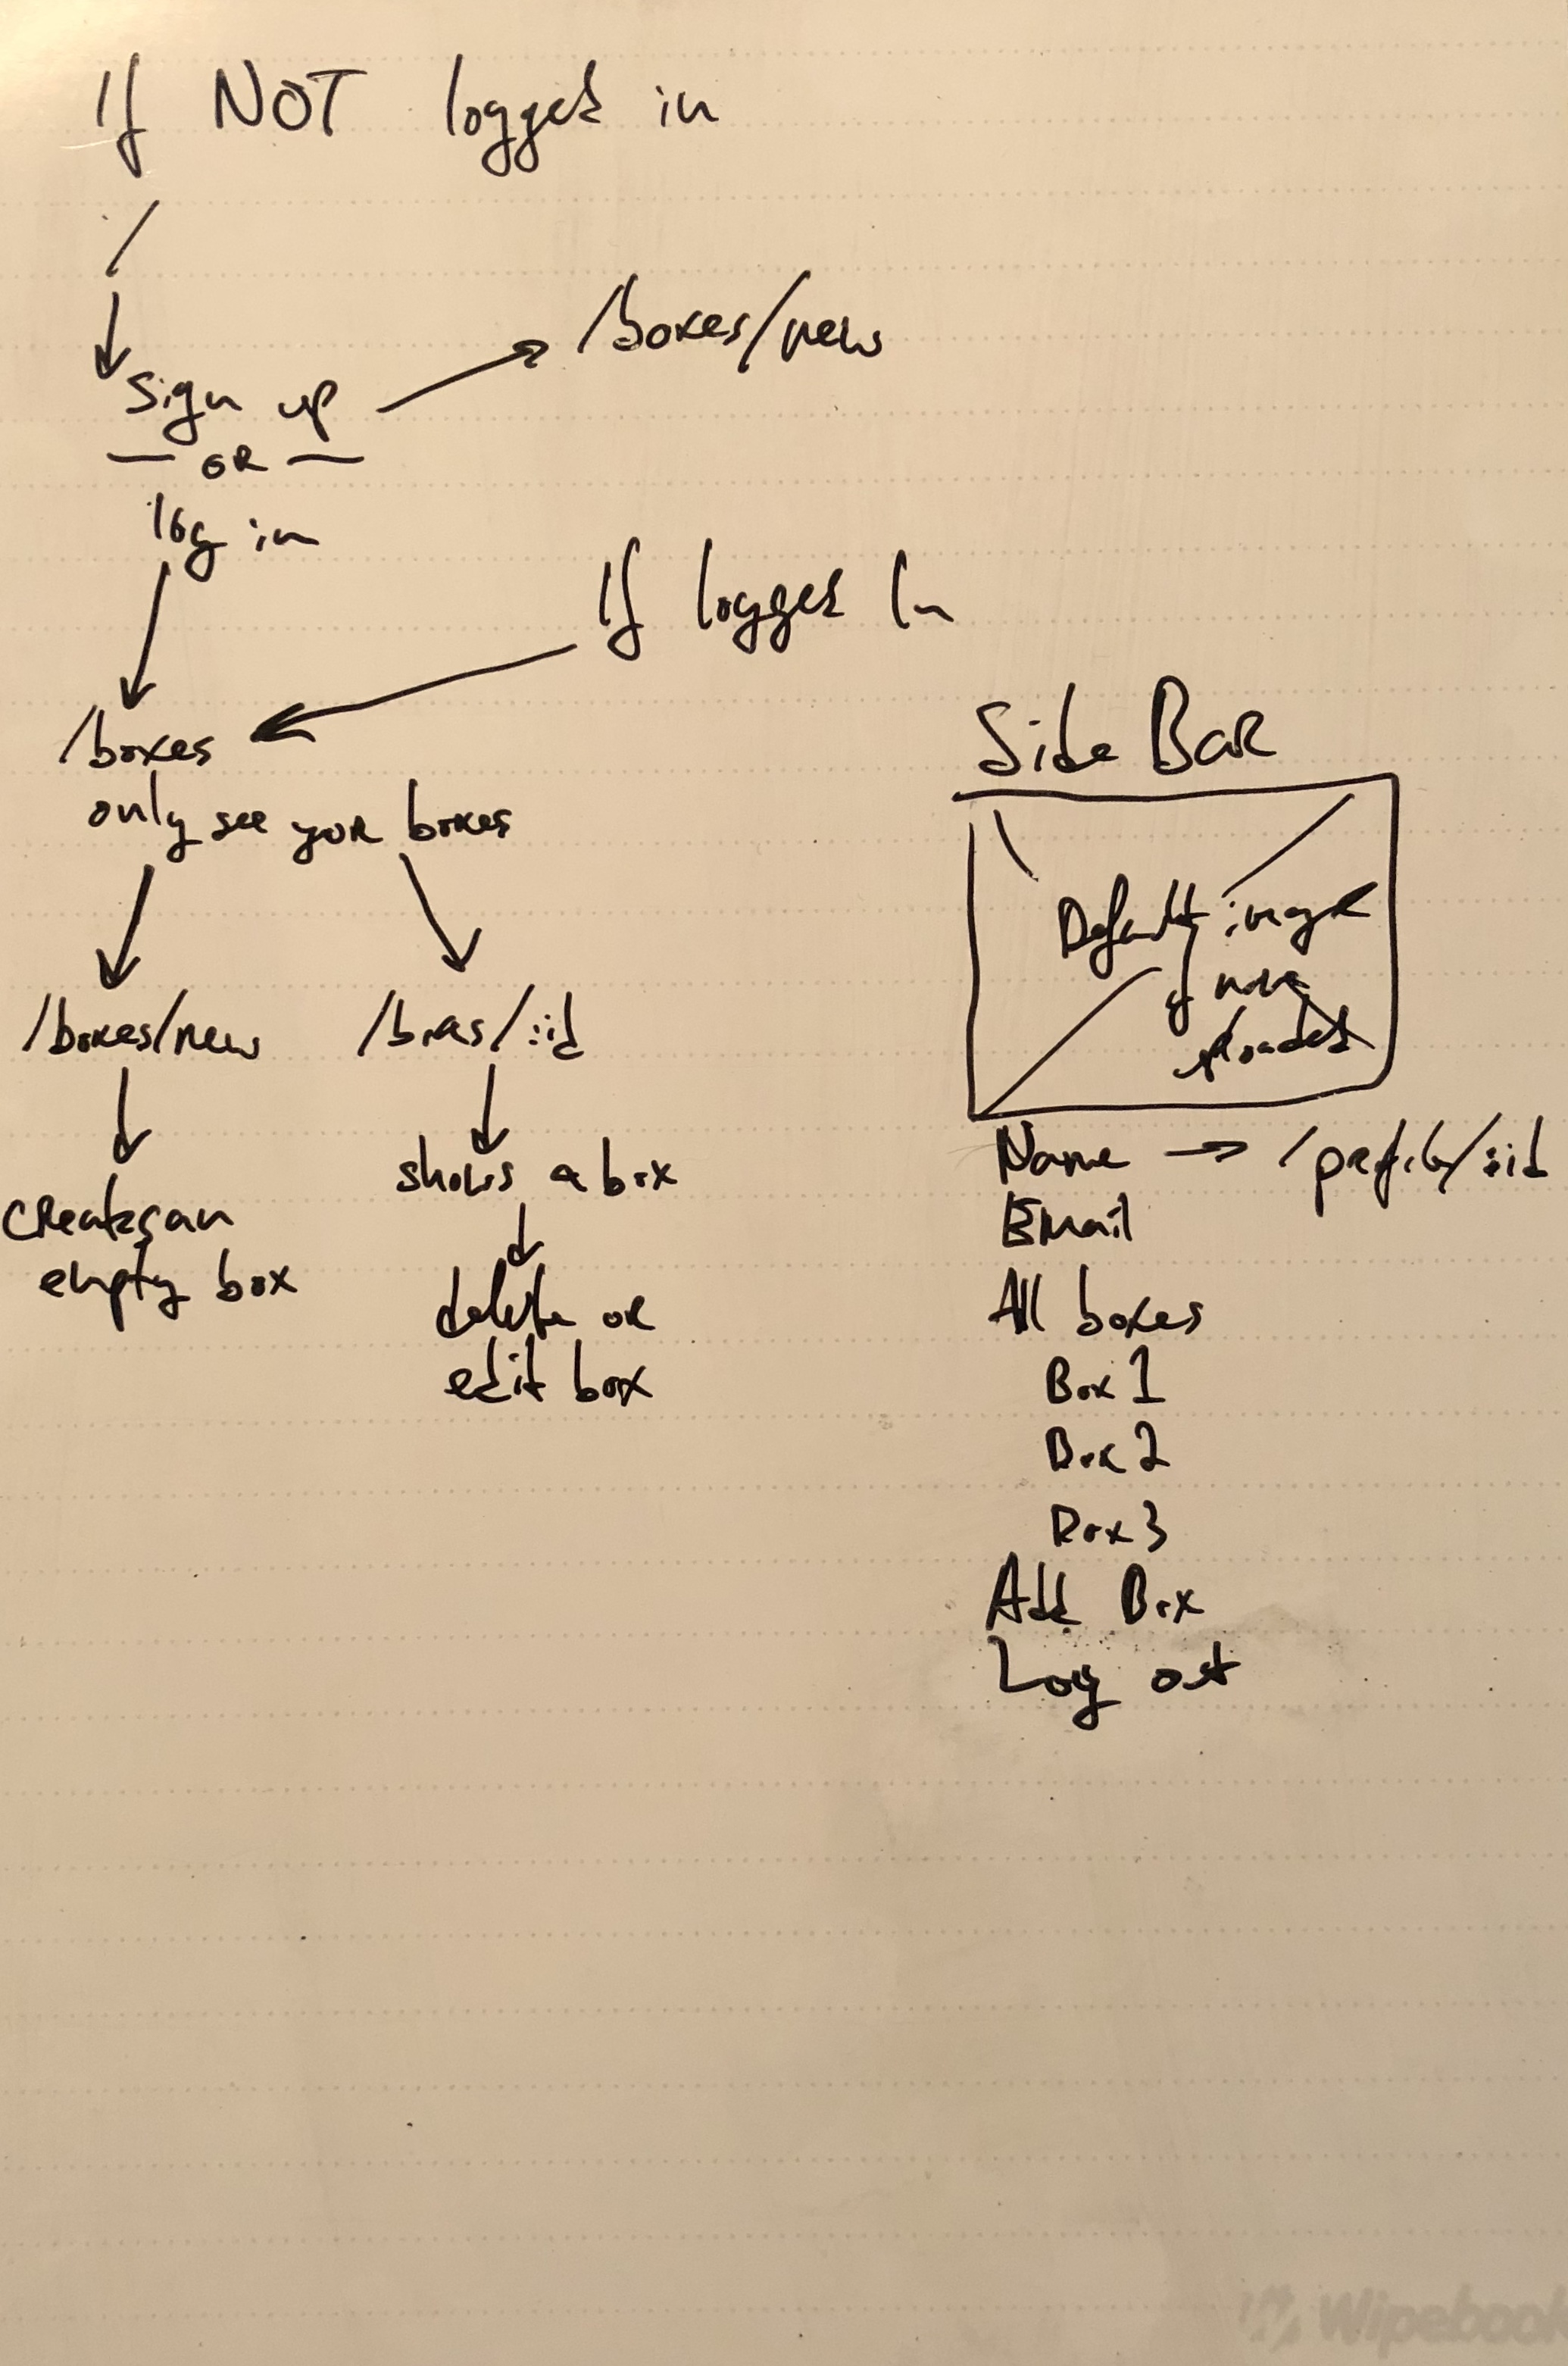 If NOT logged in
/
Sign up
OR
log in
/boxes/new
If logged In
/boxes
only see your boxes
/boxes/new
creates an
empty box
/boxes/:id
shows a box
delete or
edit box
Side Bar
Default image
if none
uploaded
Name → /profile/:id
Email
All boxes
Box 1
Box 2
Box 3
Add Box
Log out
Wipebook